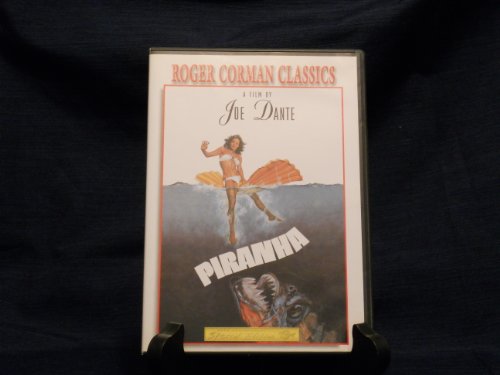 ROGER CORMAN CLASSICS
A FILM BY
JOE DANTE
PIRANHA